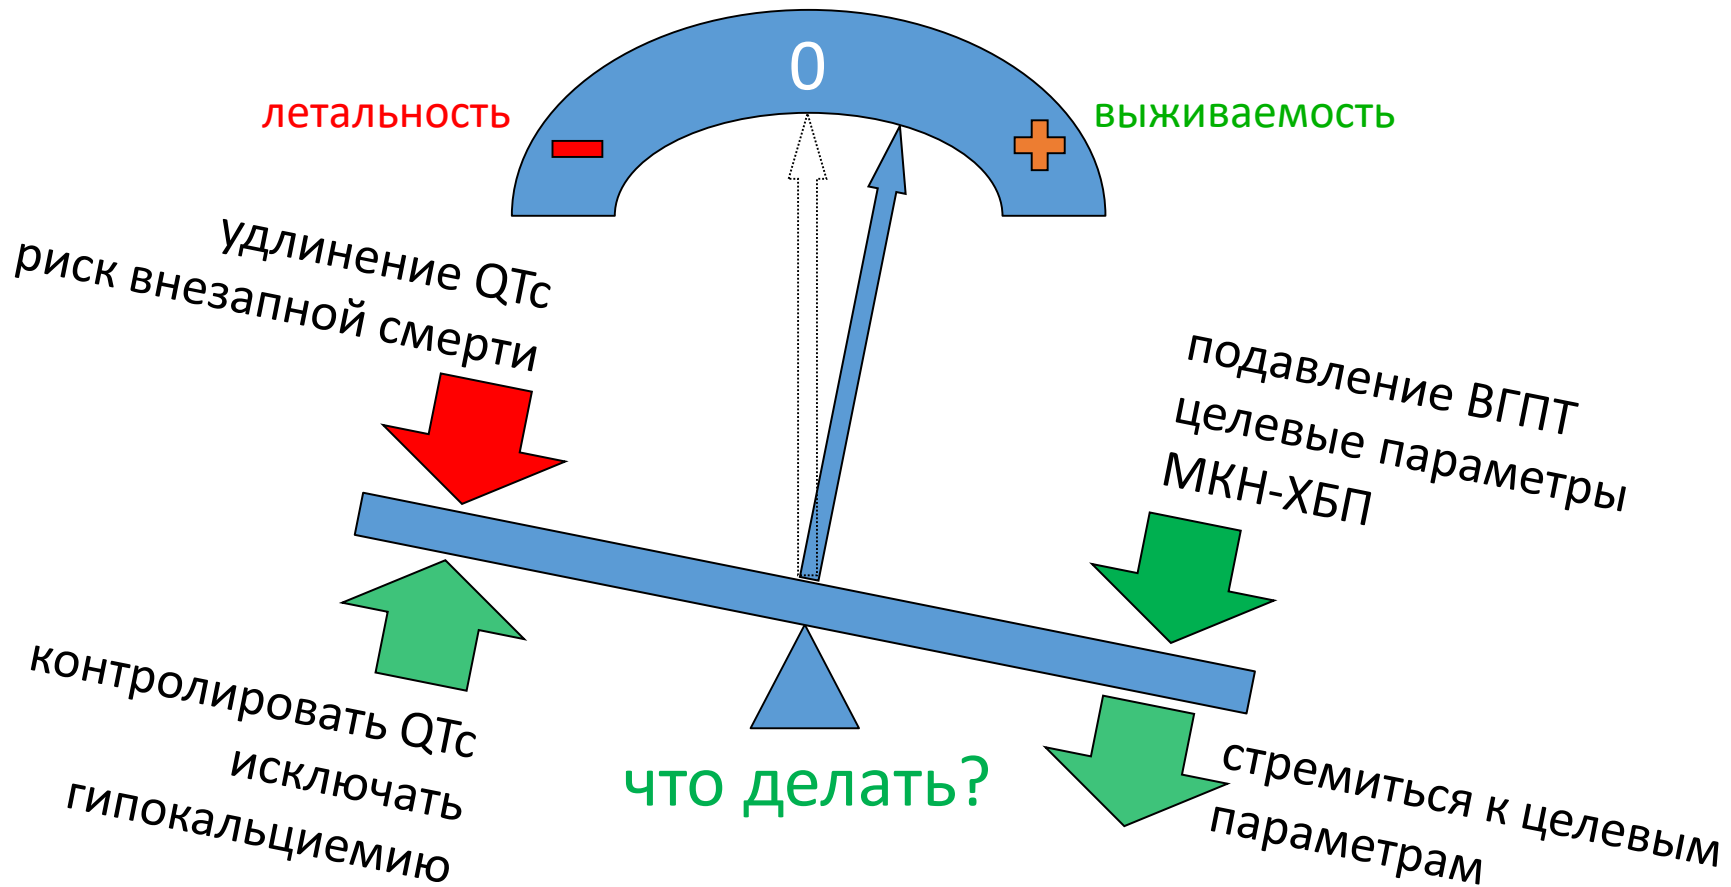 0
летальность
выживаемость
удлинение QTc
риск внезапной смерти
подавление ВГПТ
целевые параметры
МКН-ХБП
контролировать QTc
исключать
гипокальциемию
что делать?
стремиться к целевым
параметрам